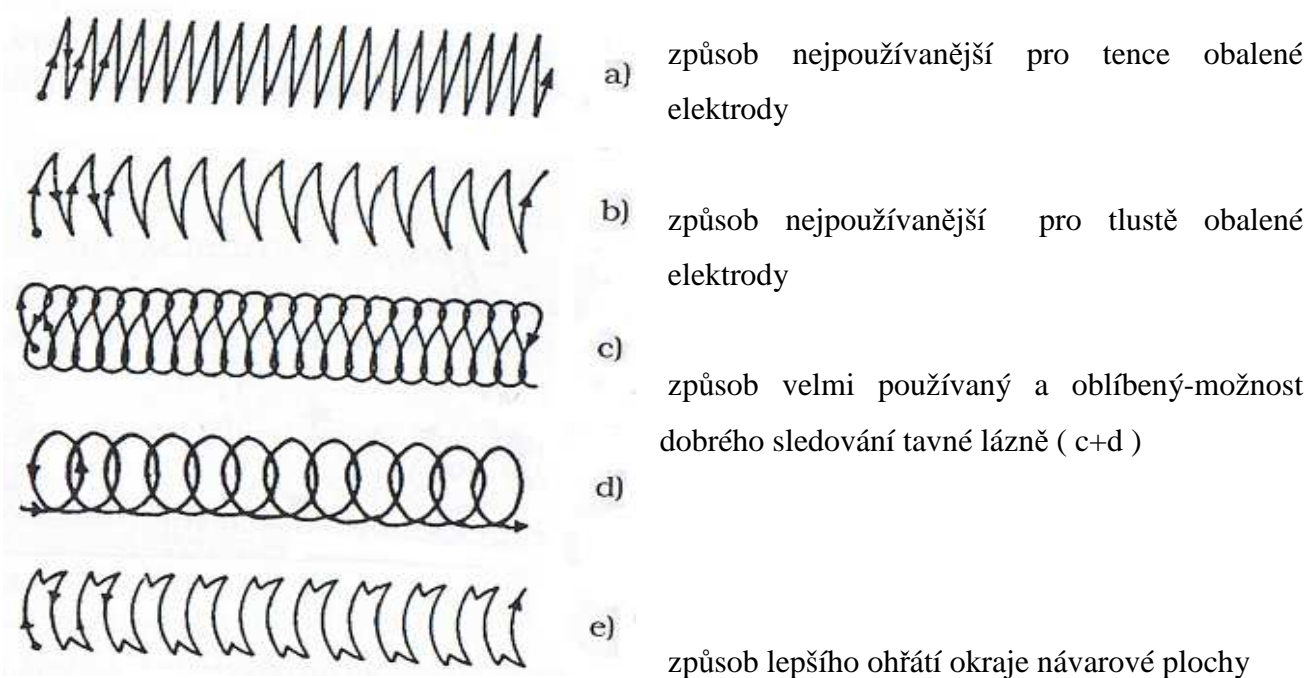 a) způsob nejpoužívanější pro tence obalené
elektrody
b) způsob nejpoužívanější pro tlustě obalené
elektrody
c)
způsob velmi používaný a oblíbený-možnost
dobrého sledování tavné lázně ( c+d )
d)
e)
způsob lepšího ohřátí okraje návarové plochy